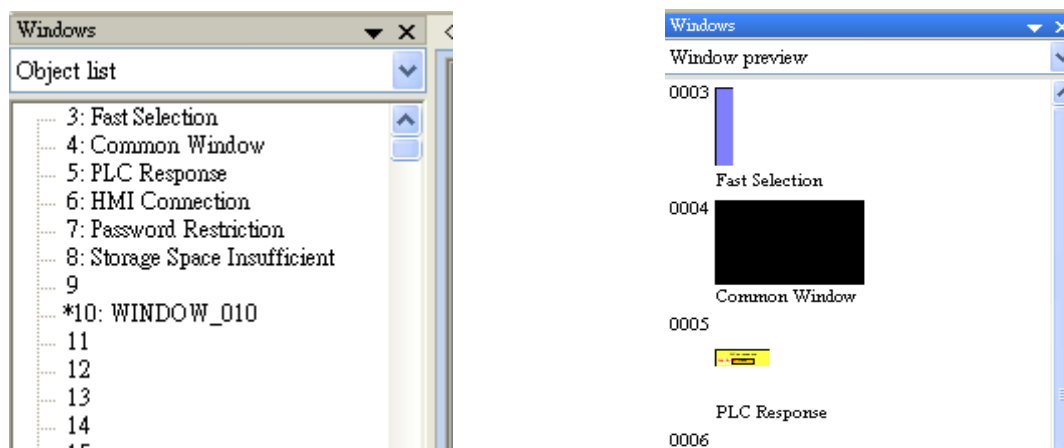 Windows
Object list
3: Fast Selection
4: Common Window
5: PLC Response
6: HMI Connection
7: Password Restriction
8: Storage Space Insufficient
9
*10: WINDOW_010
11
12
13
14
15
Windows
Window preview
0003
Fast Selection
0004
Common Window
0005
PLC Response
0006